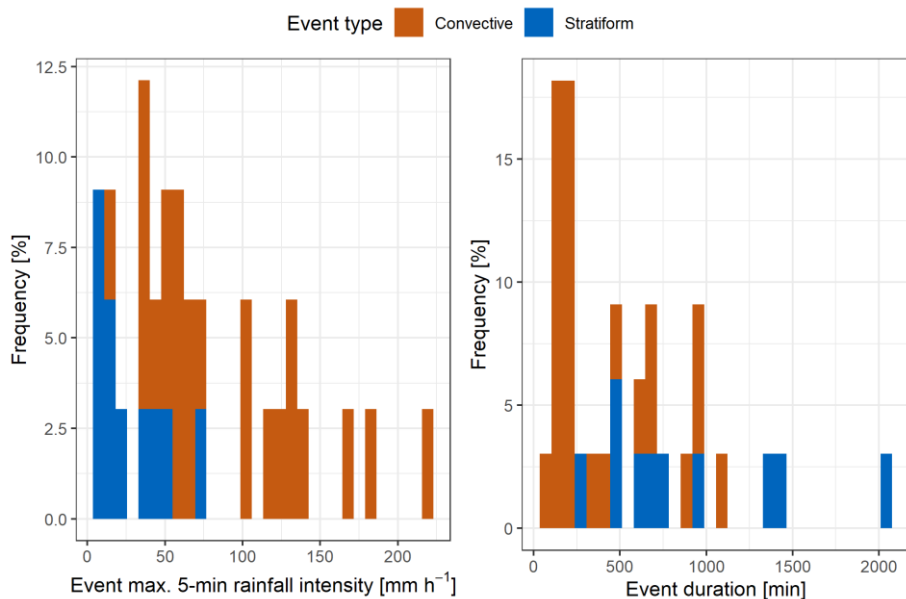 Event type Convective Stratiform
12.5
10.0
7.5
5.0
2.5
0.0
Frequency [%]
0 50 100 150 200
Event max. 5-min rainfall intensity [mm h⁻¹]
15
10
5
0
Frequency [%]
0 500 1000 1500 2000
Event duration [min]